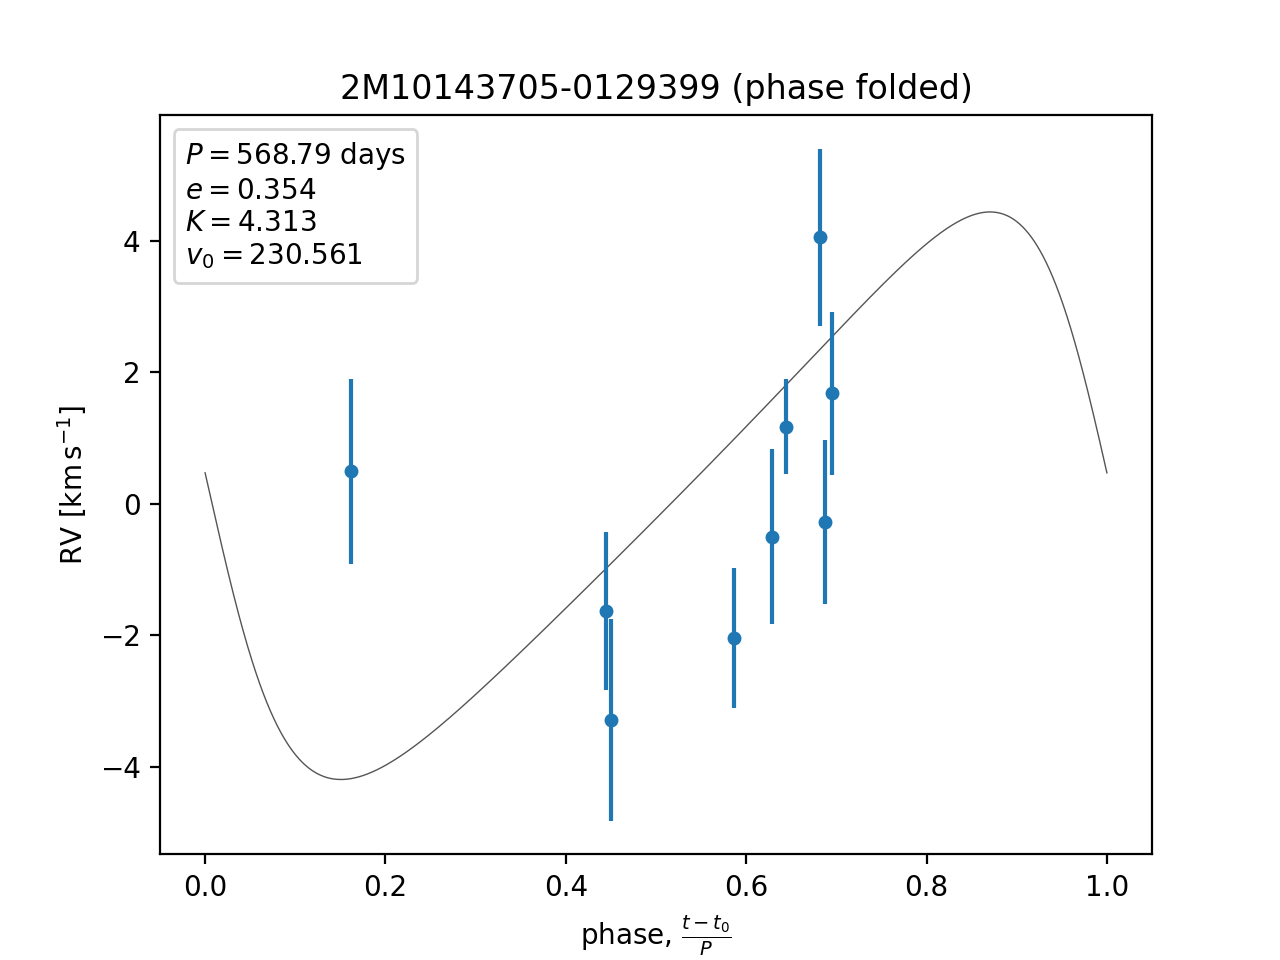 2M10143705-0129399 (phase folded)
P = 568.79 days
e = 0.354
K = 4.313
v₀ = 230.561
4
2
0
−2
−4
RV [km s⁻¹]
0.0 0.2 0.4 0.6 0.8 1.0
phase, (t − t₀)/P